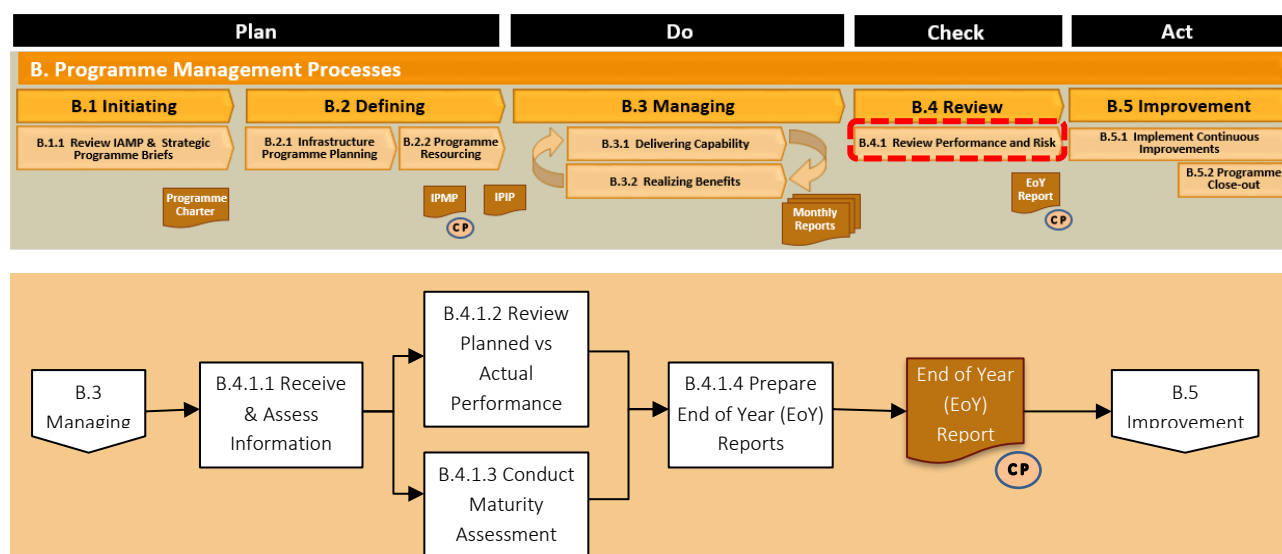 Plan
Do
Check
Act
B. Programme Management Processes
B.1 Initiating
B.2 Defining
B.3 Managing
B.4 Review
B.5 Improvement
B.1.1 Review IAMP & Strategic
Programme Briefs
B.2.1 Infrastructure
Programme Planning
B.2.2 Programme
Resourcing
B.3.1 Delivering Capability
B.3.2 Realizing Benefits
B.4.1 Review Performance and Risk
B.5.1 Implement Continuous
Improvements
B.5.2 Programme
Close-out
Programme
Charter
IPMP
CP
IPIP
Monthly
Reports
EoY
Report
CP
B.3
Managing
B.4.1.1 Receive
& Assess
Information
B.4.1.2 Review
Planned vs
Actual
Performance
B.4.1.3 Conduct
Maturity
Assessment
B.4.1.4 Prepare
End of Year (EoY)
Reports
End of Year
(EoY)
Report
CP
B.5
Improvement